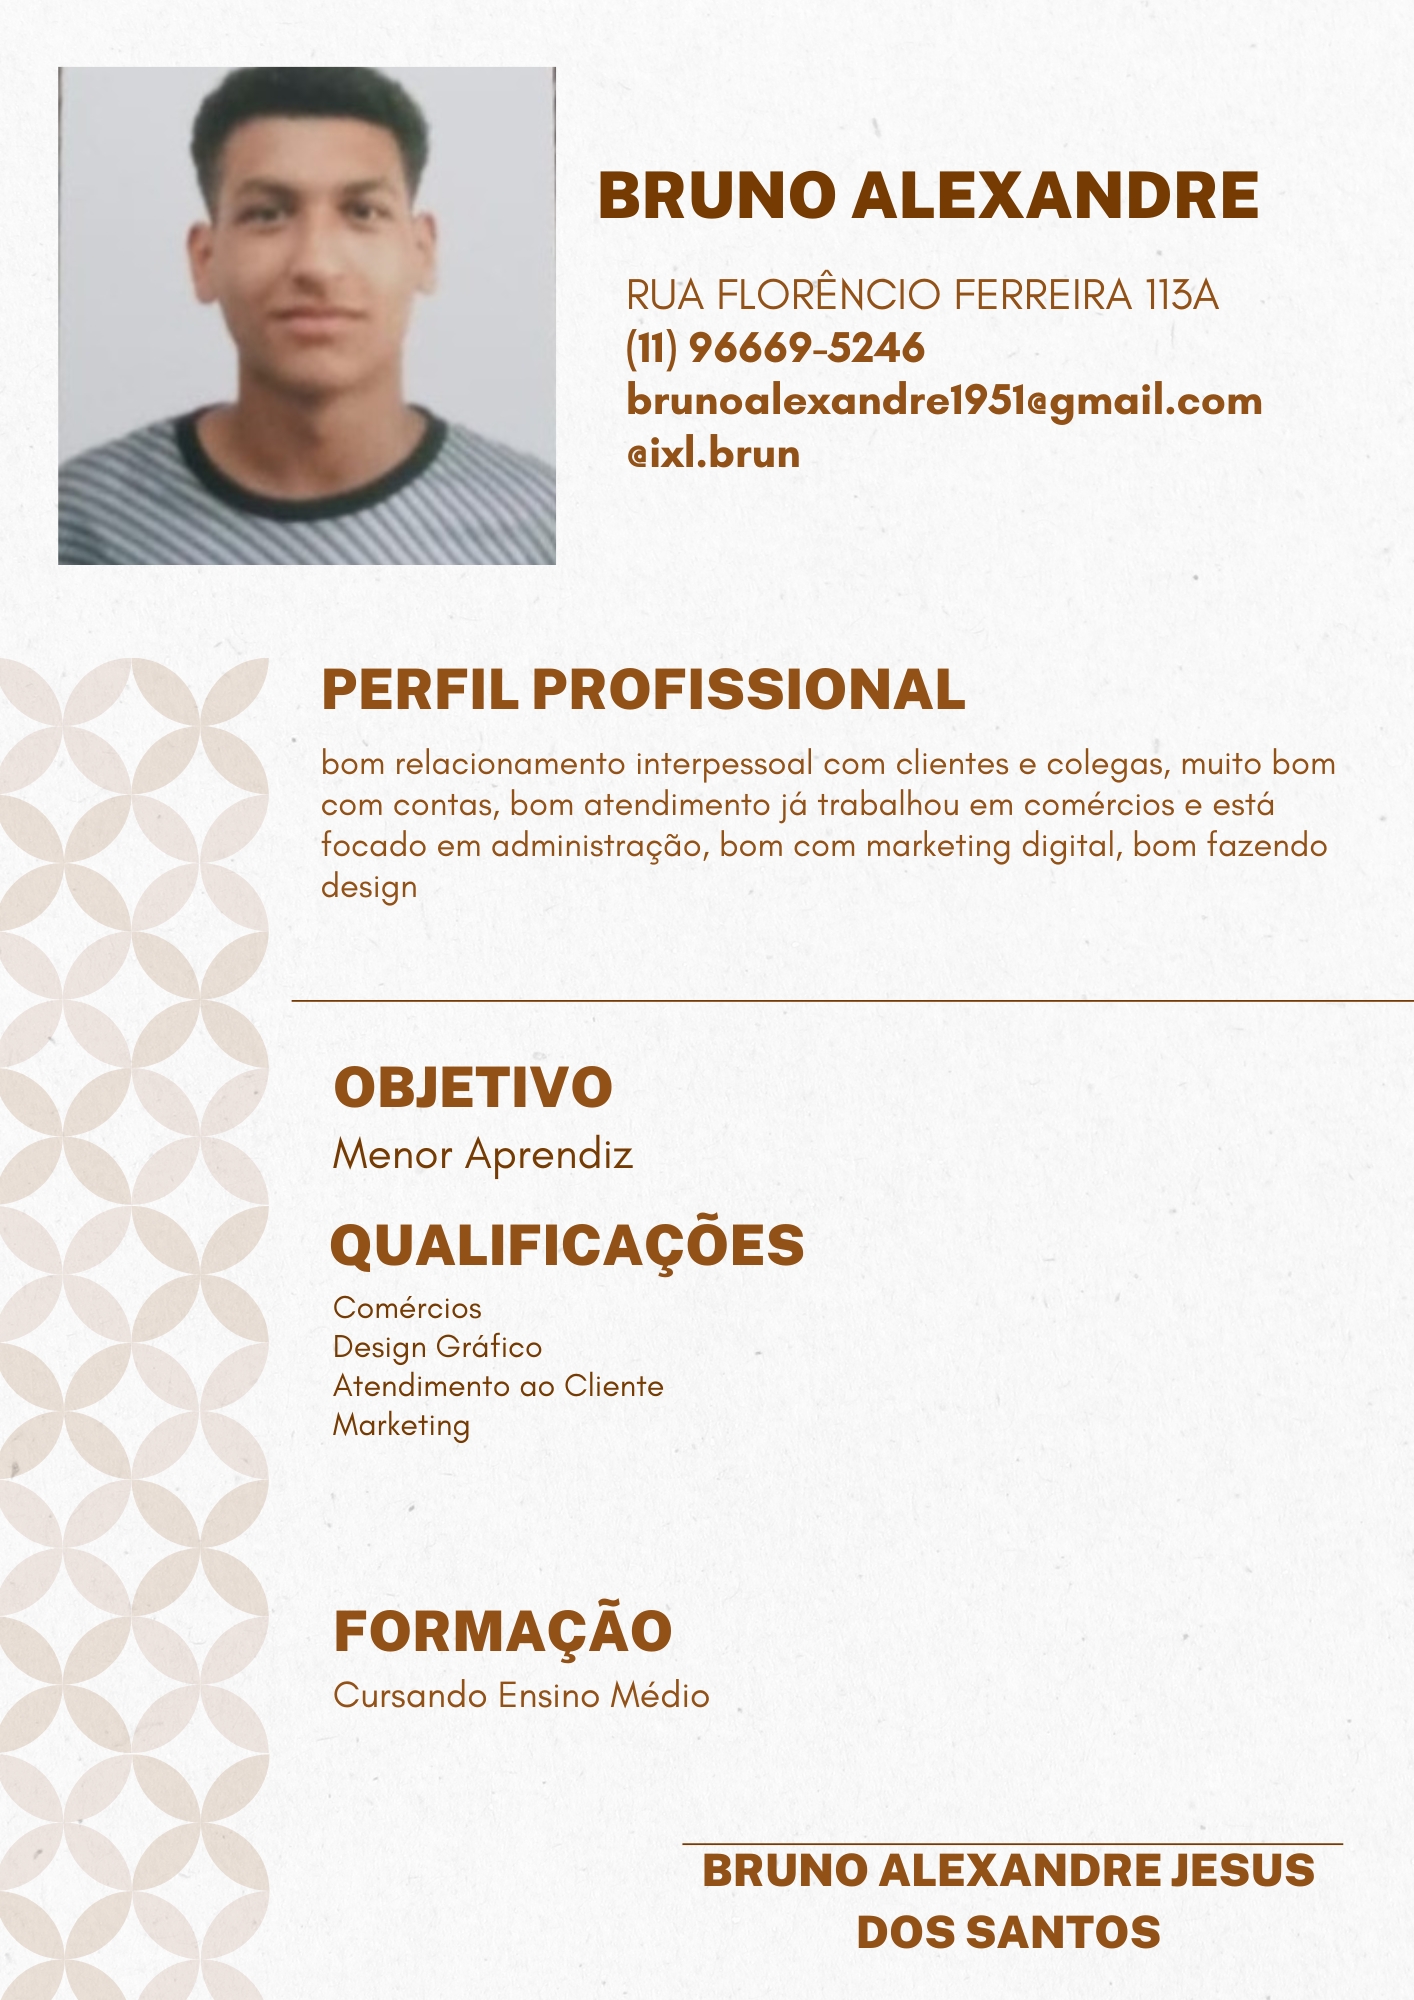 BRUNO ALEXANDRE
RUA FLORÊNCIO FERREIRA 113A
(11) 96669-5246
brunoalexandre1951@gmail.com
@ixl.brun
PERFIL PROFISSIONAL
bom relacionamento interpessoal com clientes e colegas, muito bom
com contas, bom atendimento já trabalhou em comércios e está
focado em administração, bom com marketing digital, bom fazendo
design
OBJETIVO
Menor Aprendiz
QUALIFICAÇÕES
Comércios
Design Gráfico
Atendimento ao Cliente
Marketing
FORMAÇÃO
Cursando Ensino Médio
BRUNO ALEXANDRE JESUS
DOS SANTOS